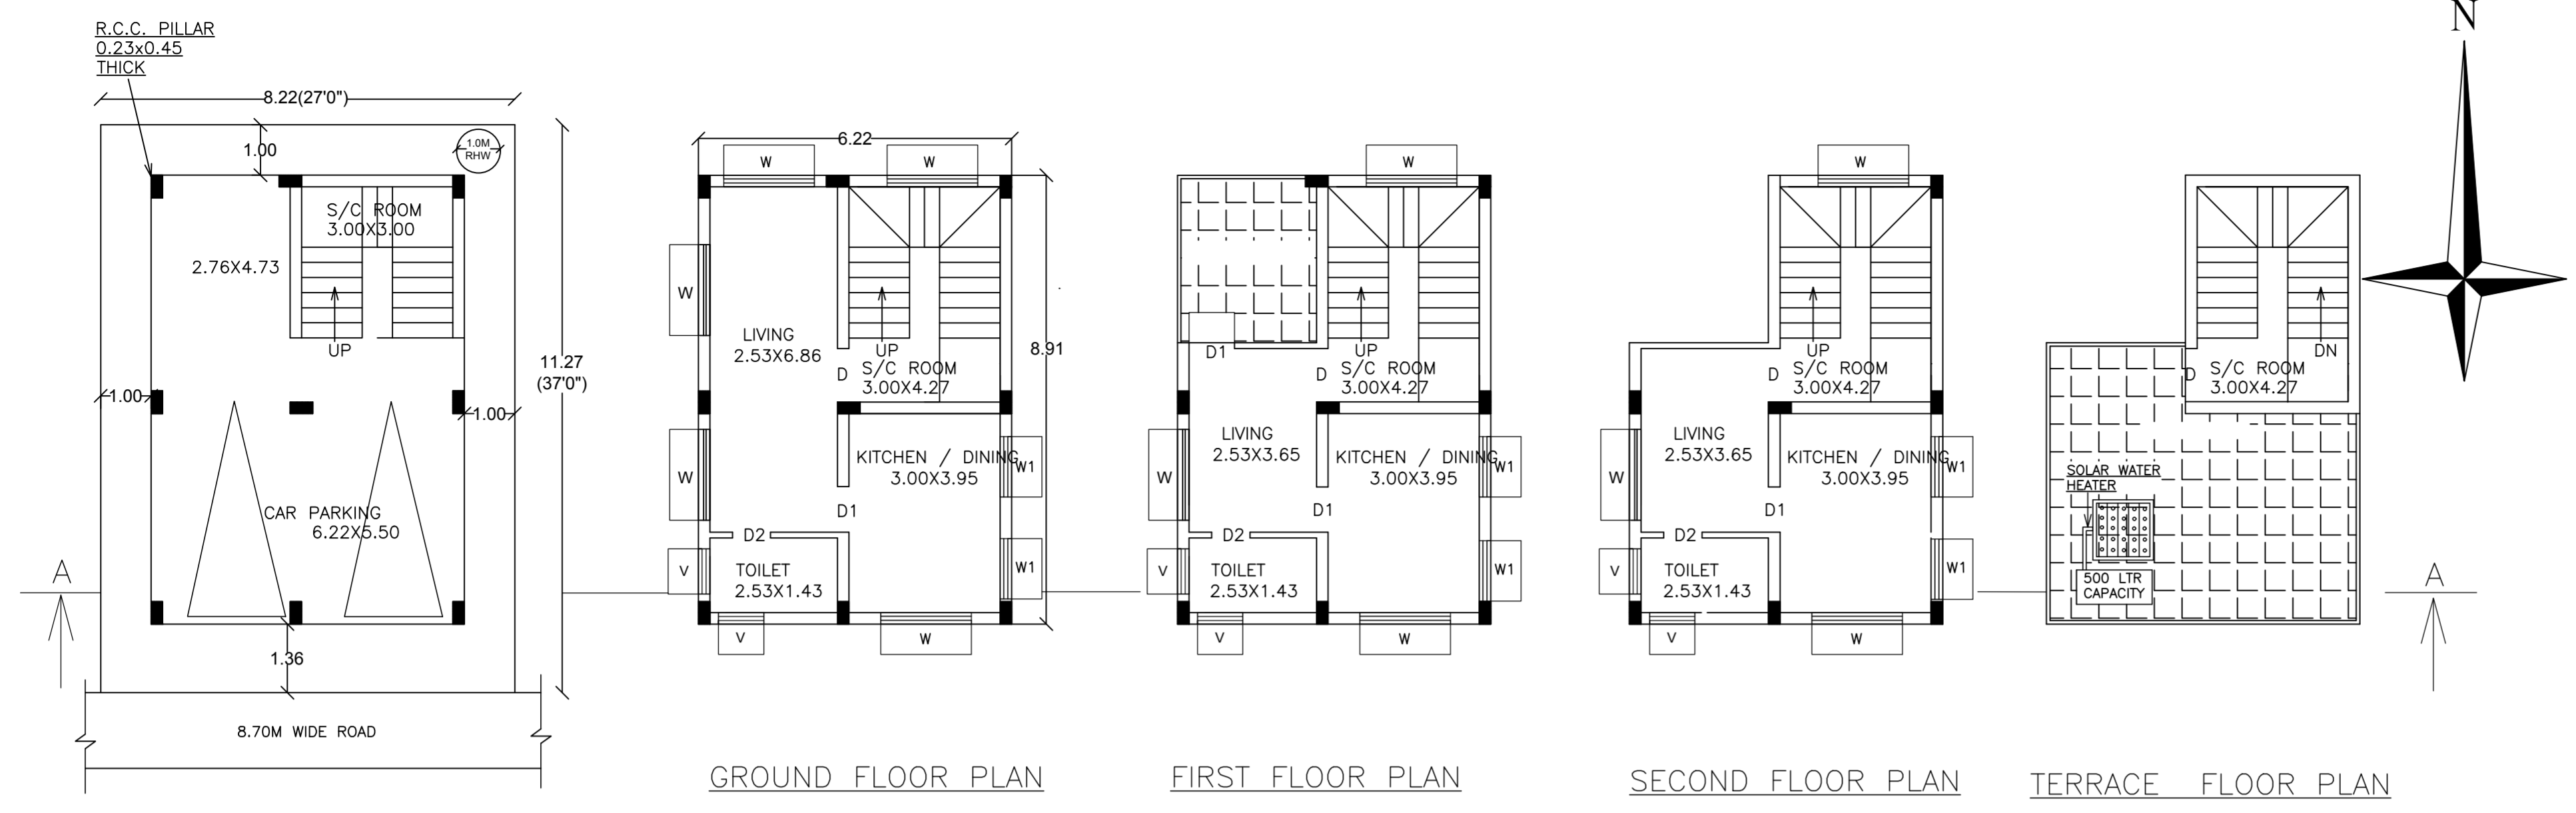 R.C.C. PILLAR
0.23x0.45
THICK
8.22(27'0")
1.00
1.0M
RHW
S/C ROOM
3.00X3.00
2.76X4.73
UP
11.27
(37'0")
1.00
1.00
CAR PARKING
6.22X5.50
A
1.36
8.70M WIDE ROAD
6.22
W
W
W
LIVING
2.53X6.86
UP
D
S/C ROOM
3.00X4.27
8.91
W
KITCHEN / DINING
3.00X3.95
W1
D1
D2
V
TOILET
2.53X1.43
W1
V
W
GROUND FLOOR PLAN
W
D1
UP
D
S/C ROOM
3.00X4.27
LIVING
2.53X3.65
W
KITCHEN / DINING
3.00X3.95
W1
D1
D2
V
TOILET
2.53X1.43
W1
V
W
FIRST FLOOR PLAN
W
UP
D
S/C ROOM
3.00X4.27
LIVING
2.53X3.65
W
KITCHEN / DINING
3.00X3.95
W1
D1
D2
V
TOILET
2.53X1.43
W1
V
W
SECOND FLOOR PLAN
DN
D
S/C ROOM
3.00X4.27
SOLAR WATER
HEATER
500 LTR
CAPACITY
A
TERRACE FLOOR PLAN
N